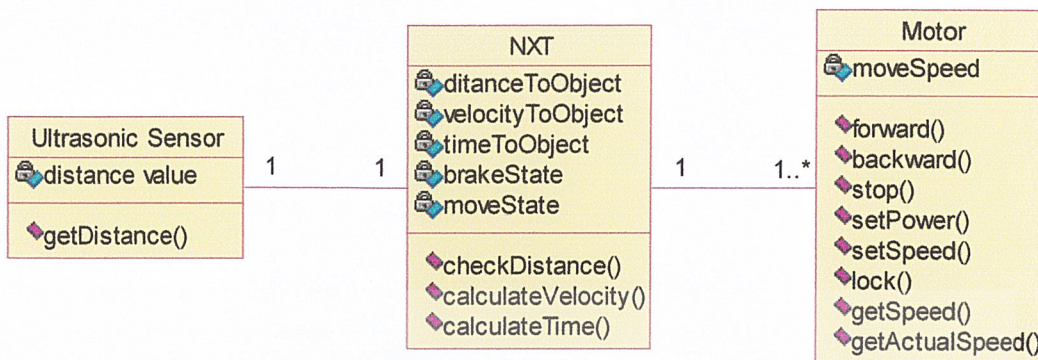 Ultrasonic Sensor
distance value
getDistance()
1
1
NXT
ditanceToObject
velocityToObject
timeToObject
brakeState
moveState
checkDistance()
calculateVelocity()
calculateTime()
1
1..*
Motor
moveSpeed
forward()
backward()
stop()
setPower()
setSpeed()
lock()
getSpeed()
getActualSpeed()